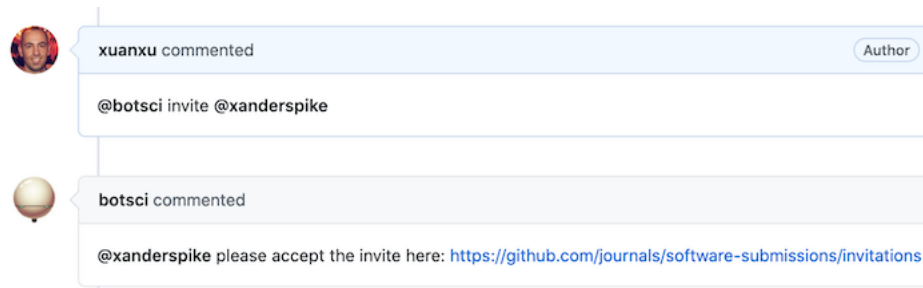 xuanxu commented
Author
@botsci invite @xanderspike
botsci commented
@xanderspike please accept the invite here: https://github.com/journals/software-submissions/invitations